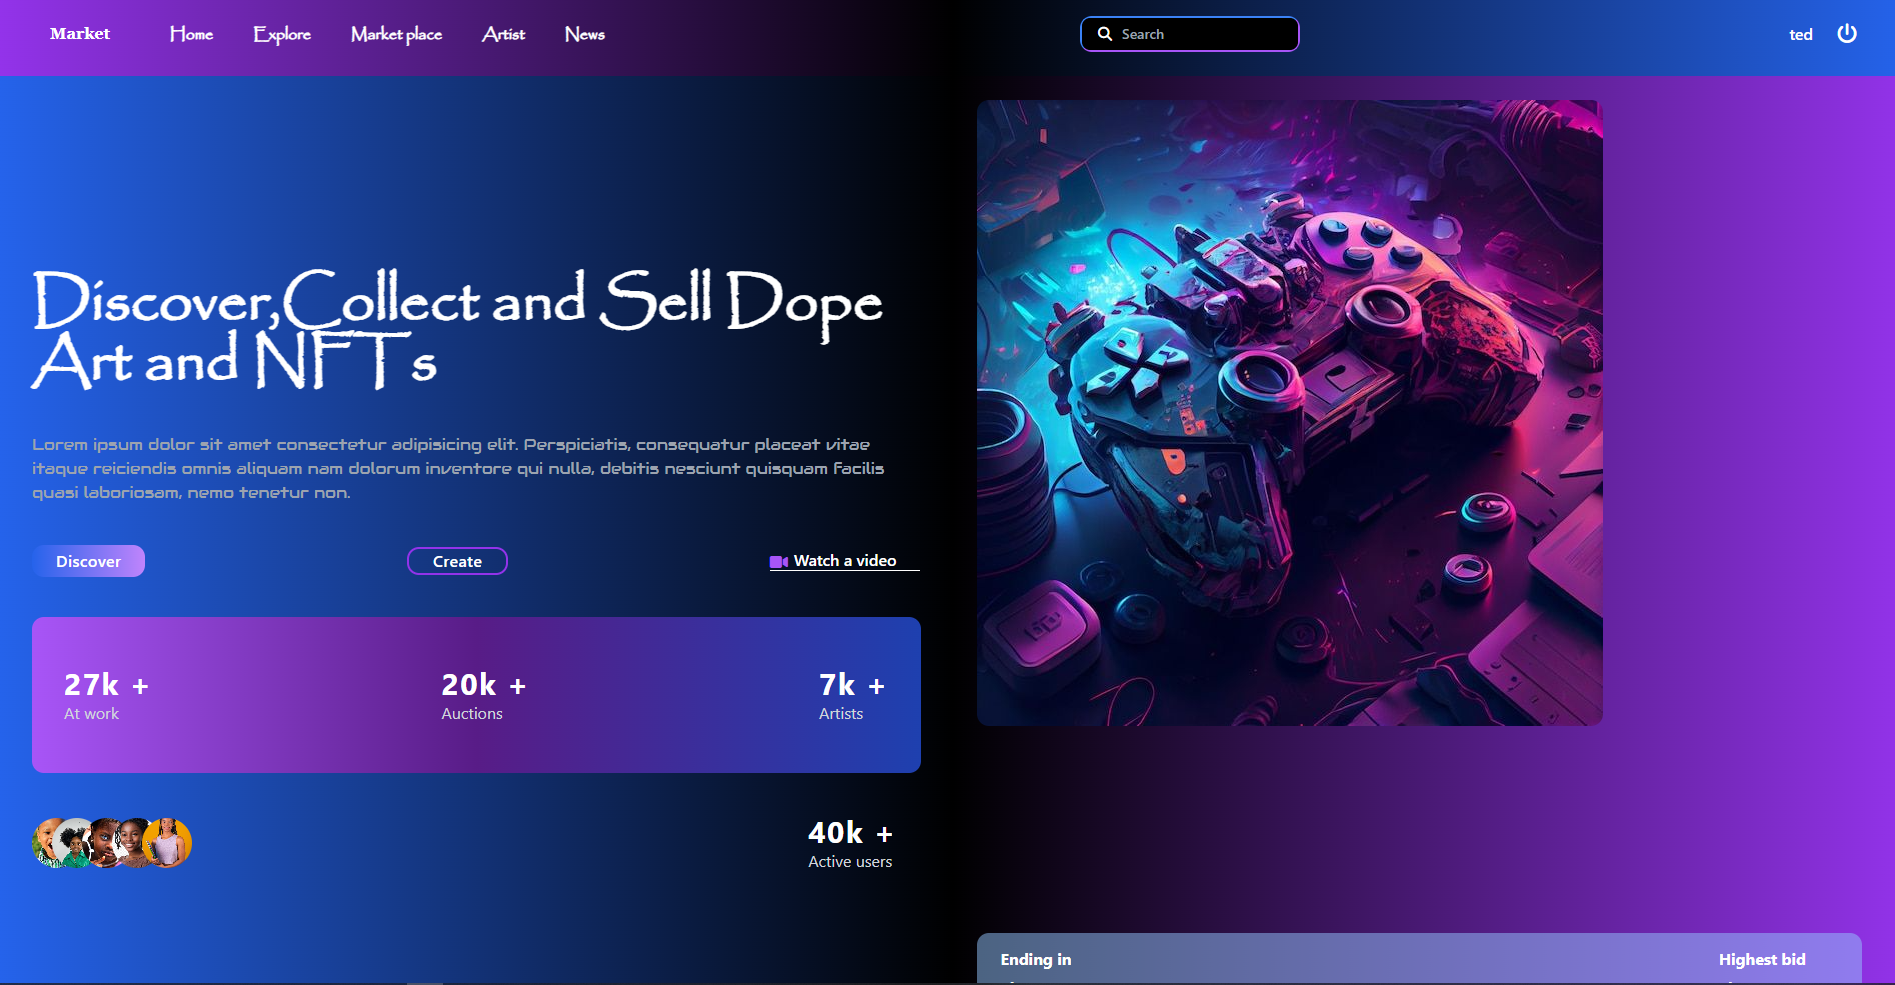 Market
Home
Explore
Market place
Artist
News
Search
ted
Discover,Collect and Sell Dope
Art and NFTs
Lorem ipsum dolor sit amet consectetur adipisicing elit. Perspiciatis, consequatur placeat vitae
itaque reiciendis omnis aliquam nam dolorum inventore qui nulla, debitis nesciunt quisquam facilis
quasi laboriosam, nemo tenetur non.
Discover
Create
Watch a video
27k +
At work
20k +
Auctions
7k +
Artists
40k +
Active users
Ending in
Highest bid